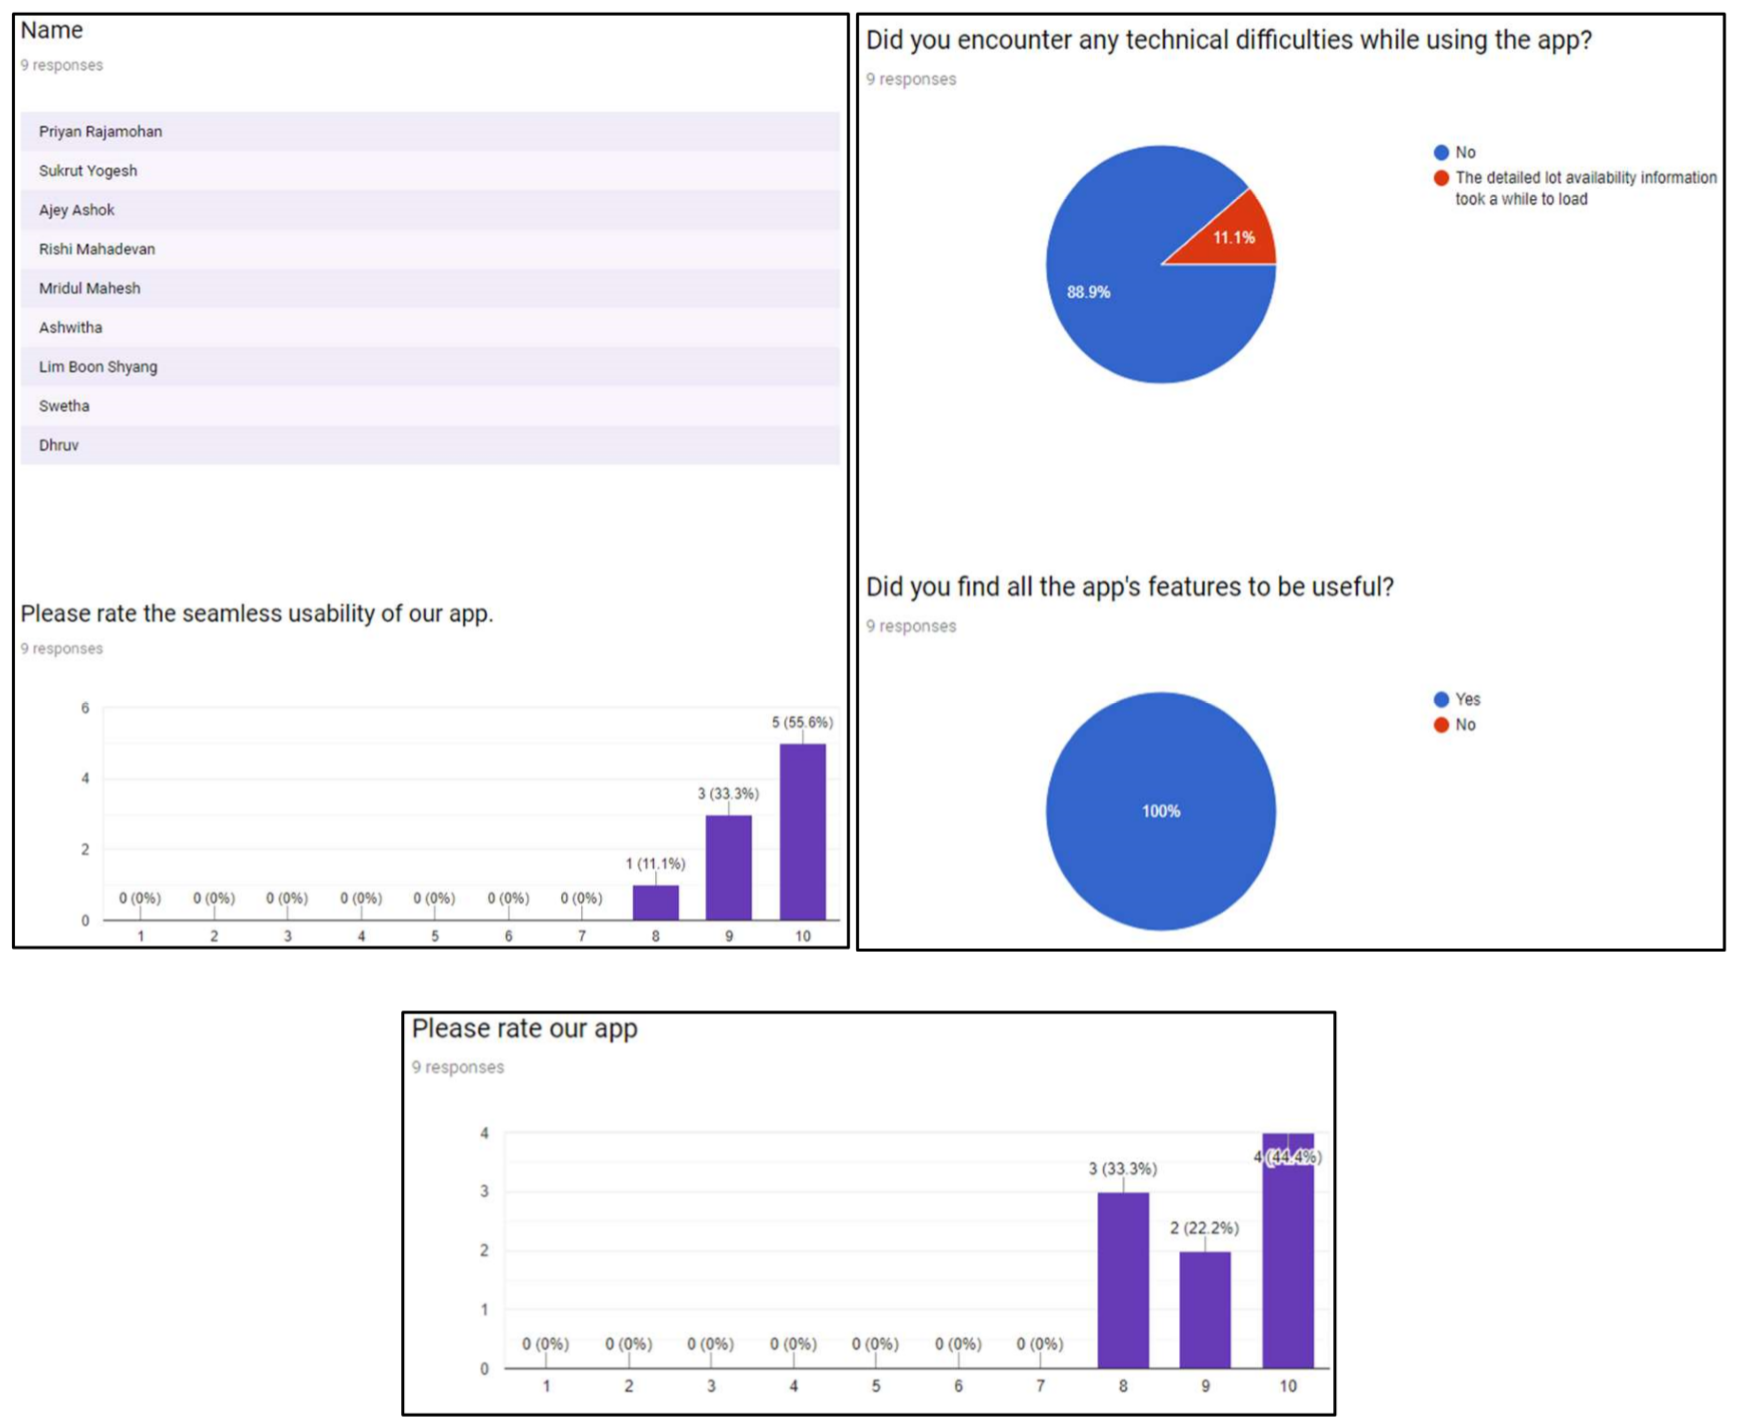 Name
9 responses
Priyan Rajamohan
Sukrut Yogesh
Ajey Ashok
Rishi Mahadevan
Mridul Mahesh
Ashwitha
Lim Boon Shyang
Swetha
Dhruv
Please rate the seamless usability of our app.
9 responses
6
4
2
0
0 (0%) 0 (0%) 0 (0%) 0 (0%) 0 (0%) 0 (0%) 0 (0%) 1 (11.1%) 3 (33.3%) 5 (55.6%)
1 2 3 4 5 6 7 8 9 10
Did you encounter any technical difficulties while using the app?
9 responses
No
The detailed lot availability information
took a while to load
11.1%
88.9%
Did you find all the app's features to be useful?
9 responses
Yes
No
100%
Please rate our app
9 responses
4
3
2
1
0
0 (0%) 0 (0%) 0 (0%) 0 (0%) 0 (0%) 0 (0%) 0 (0%) 3 (33.3%) 2 (22.2%) 4 (44.4%)
1 2 3 4 5 6 7 8 9 10